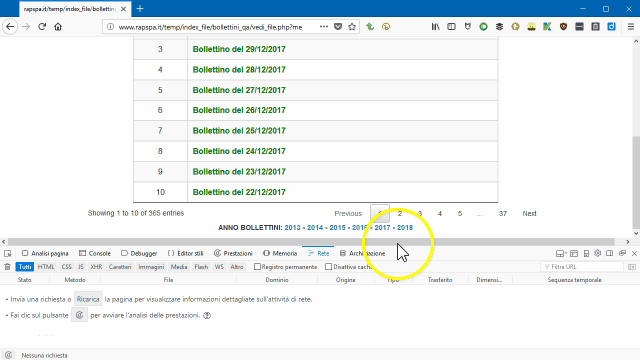 rapspa.it/temp/index_file/bollettin
www.rapspa.it/temp/index_file/bollettini_qa/vedi_file.php?me
3 Bollettino del 29/12/2017
4 Bollettino del 28/12/2017
5 Bollettino del 27/12/2017
6 Bollettino del 26/12/2017
7 Bollettino del 25/12/2017
8 Bollettino del 24/12/2017
9 Bollettino del 23/12/2017
10 Bollettino del 22/12/2017
Showing 1 to 10 of 365 entries Previous 1 2 3 4 5 … 37 Next
ANNO BOLLETTINI: 2013 - 2014 - 2015 - 2016 - 2017 - 2018
Analisi pagina Console Debugger Editor stili Prestazioni Memoria Rete Archiviazione
Tutti HTML CSS JS XHR Caratteri Immagini Media Flash WS Altro Registro permanente Disattiva cache Filtra URL
Stato Metodo File Dominio Origine Tipo Trasferito Dimensi... Sequenza temporale
• Invia una richiesta o Ricarica la pagina per visualizzare informazioni dettagliate sull'attività di rete.
• Fai clic sul pulsante per avviare l'analisi delle prestazioni.
Nessuna richiesta